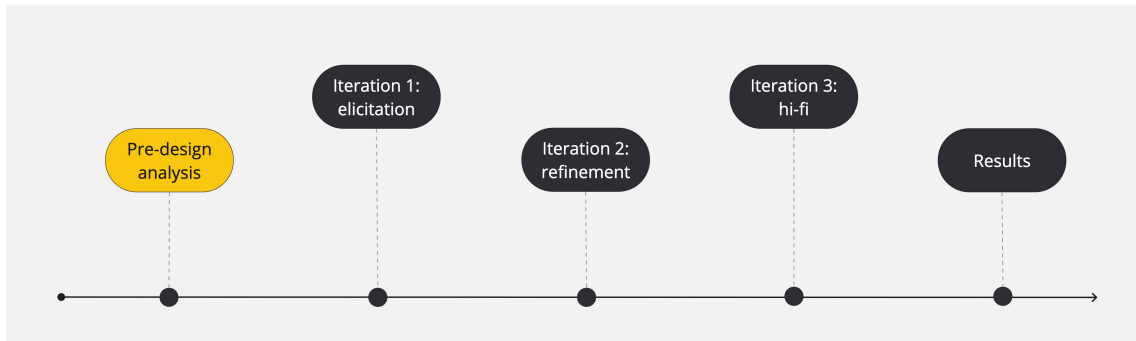 Pre-design
analysis
Iteration 1:
elicitation
Iteration 2:
refinement
Iteration 3:
hi-fi
Results